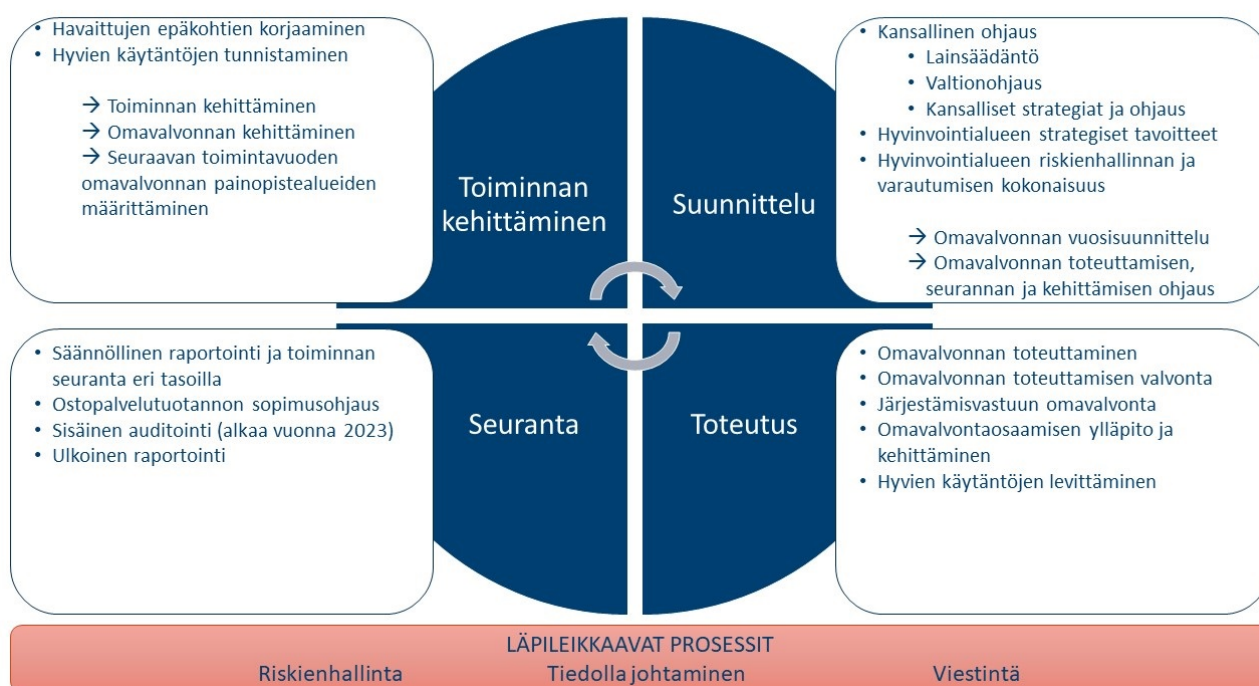 • Havaittujen epäkohtien korjaaminen
• Hyvien käytäntöjen tunnistaminen
→ Toiminnan kehittäminen
→ Omavalvonnan kehittäminen
→ Seuraavan toimintavuoden
omavalvonnan painopistealueiden
määrittäminen
Toiminnan
kehittäminen
Suunnittelu
• Kansallinen ohjaus
• Lainsäädäntö
• Valtionohjaus
• Kansalliset strategiat ja ohjaus
• Hyvinvointialueen strategiset tavoitteet
• Hyvinvointialueen riskienhallinnan ja
varautumisen kokonaisuus
→ Omavalvonnan vuosisuunnittelu
→ Omavalvonnan toteuttamisen,
seurannan ja kehittämisen ohjaus
• Säännöllinen raportointi ja toiminnan
seuranta eri tasoilla
• Ostopalvelutuotannon sopimusohjaus
• Sisäinen auditointi (alkaa vuonna 2023)
• Ulkoinen raportointi
Seuranta
Toteutus
• Omavalvonnan toteuttaminen
• Omavalvonnan toteuttamisen valvonta
• Järjestämisvastuun omavalvonta
• Omavalvontaosaamisen ylläpito ja
kehittäminen
• Hyvien käytäntöjen levittäminen
LÄPILEIKKAAVAT PROSESSIT
Riskienhallinta Tiedolla johtaminen Viestintä